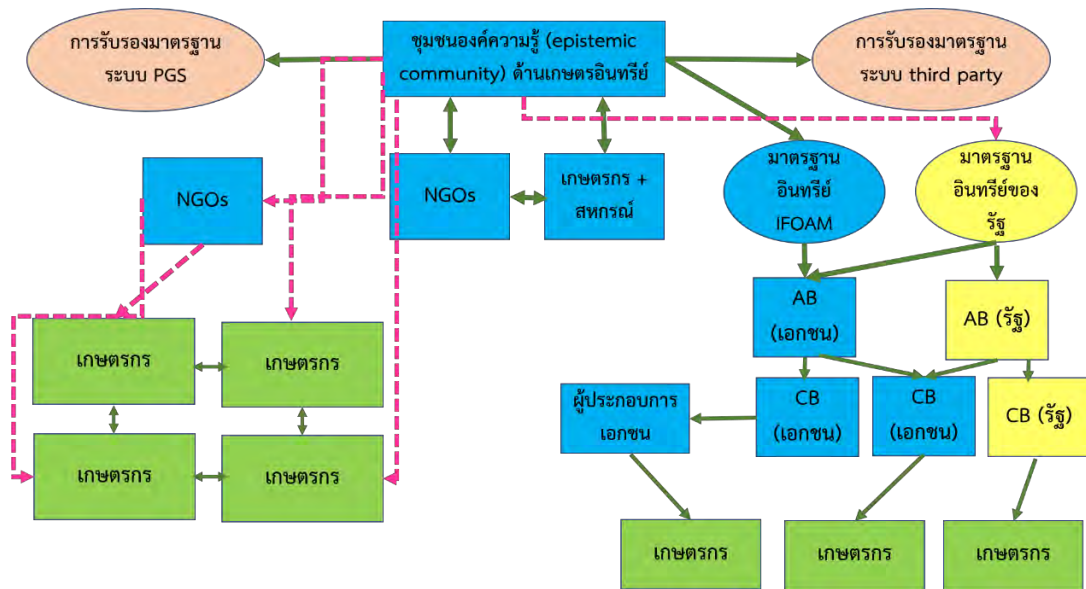 การรับรองมาตรฐาน
ระบบ PGS
ชุมชนองค์ความรู้ (epistemic
community) ด้านเกษตรอินทรีย์
การรับรองมาตรฐาน
ระบบ third party
NGOs
NGOs
เกษตรกร +
สหกรณ์
มาตรฐาน
อินทรีย์
IFOAM
มาตรฐาน
อินทรีย์ของ
รัฐ
AB
(เอกชน)
AB (รัฐ)
เกษตรกร
เกษตรกร
ผู้ประกอบการ
เอกชน
CB
(เอกชน)
CB
(เอกชน)
CB (รัฐ)
เกษตรกร
เกษตรกร
เกษตรกร
เกษตรกร
เกษตรกร